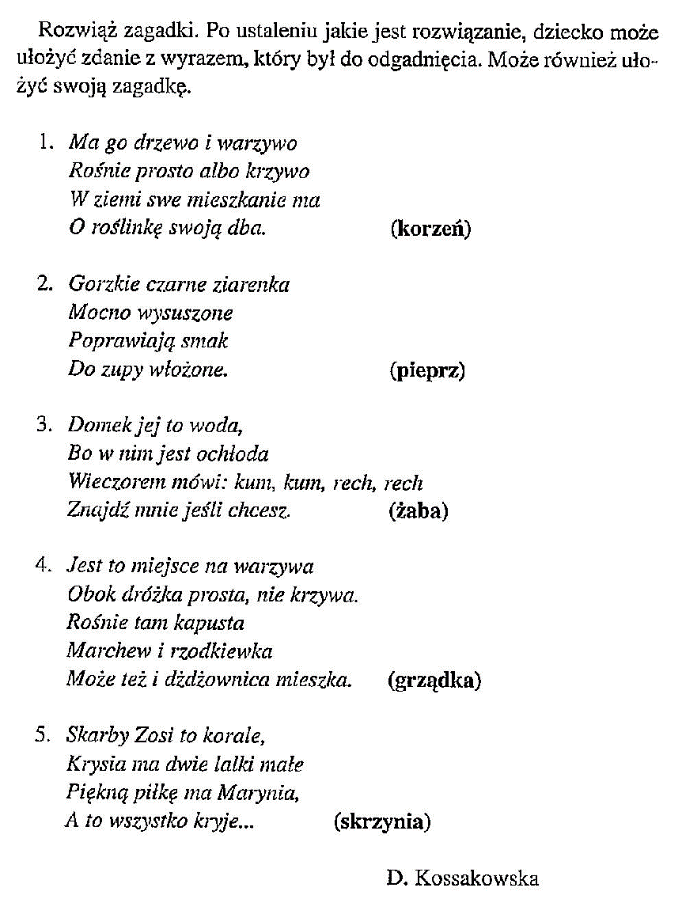 Rozwiąż zagadki. Po ustaleniu jakie jest rozwiązanie, dziecko może
ułożyć zdanie z wyrazem, który był do odgadnięcia. Może również uło-
żyć swoją zagadkę.
1. Ma go drzewo i warzywo
Rośnie prosto albo krzywo
W ziemi swe mieszkanie ma
O roślinkę swoją dba. (korzeń)
2. Gorzkie czarne ziarenka
Mocno wysuszone
Poprawiają smak
Do zupy włożone. (pieprz)
3. Domek jej to woda,
Bo w nim jest ochłoda
Wieczorem mówi: kum, kum, rech, rech
Znajdź mnie jeśli chcesz. (żaba)
4. Jest to miejsce na warzywa
Obok dróżka prosta, nie krzywa.
Rośnie tam kapusta
Marchew i rzodkiewka
Może też i dżdżownica mieszka. (grządka)
5. Skarby Zosi to korale,
Krysia ma dwie lalki małe
Piękną piłkę ma Marynia,
A to wszystko kryje... (skrzynia)
D. Kossakowska